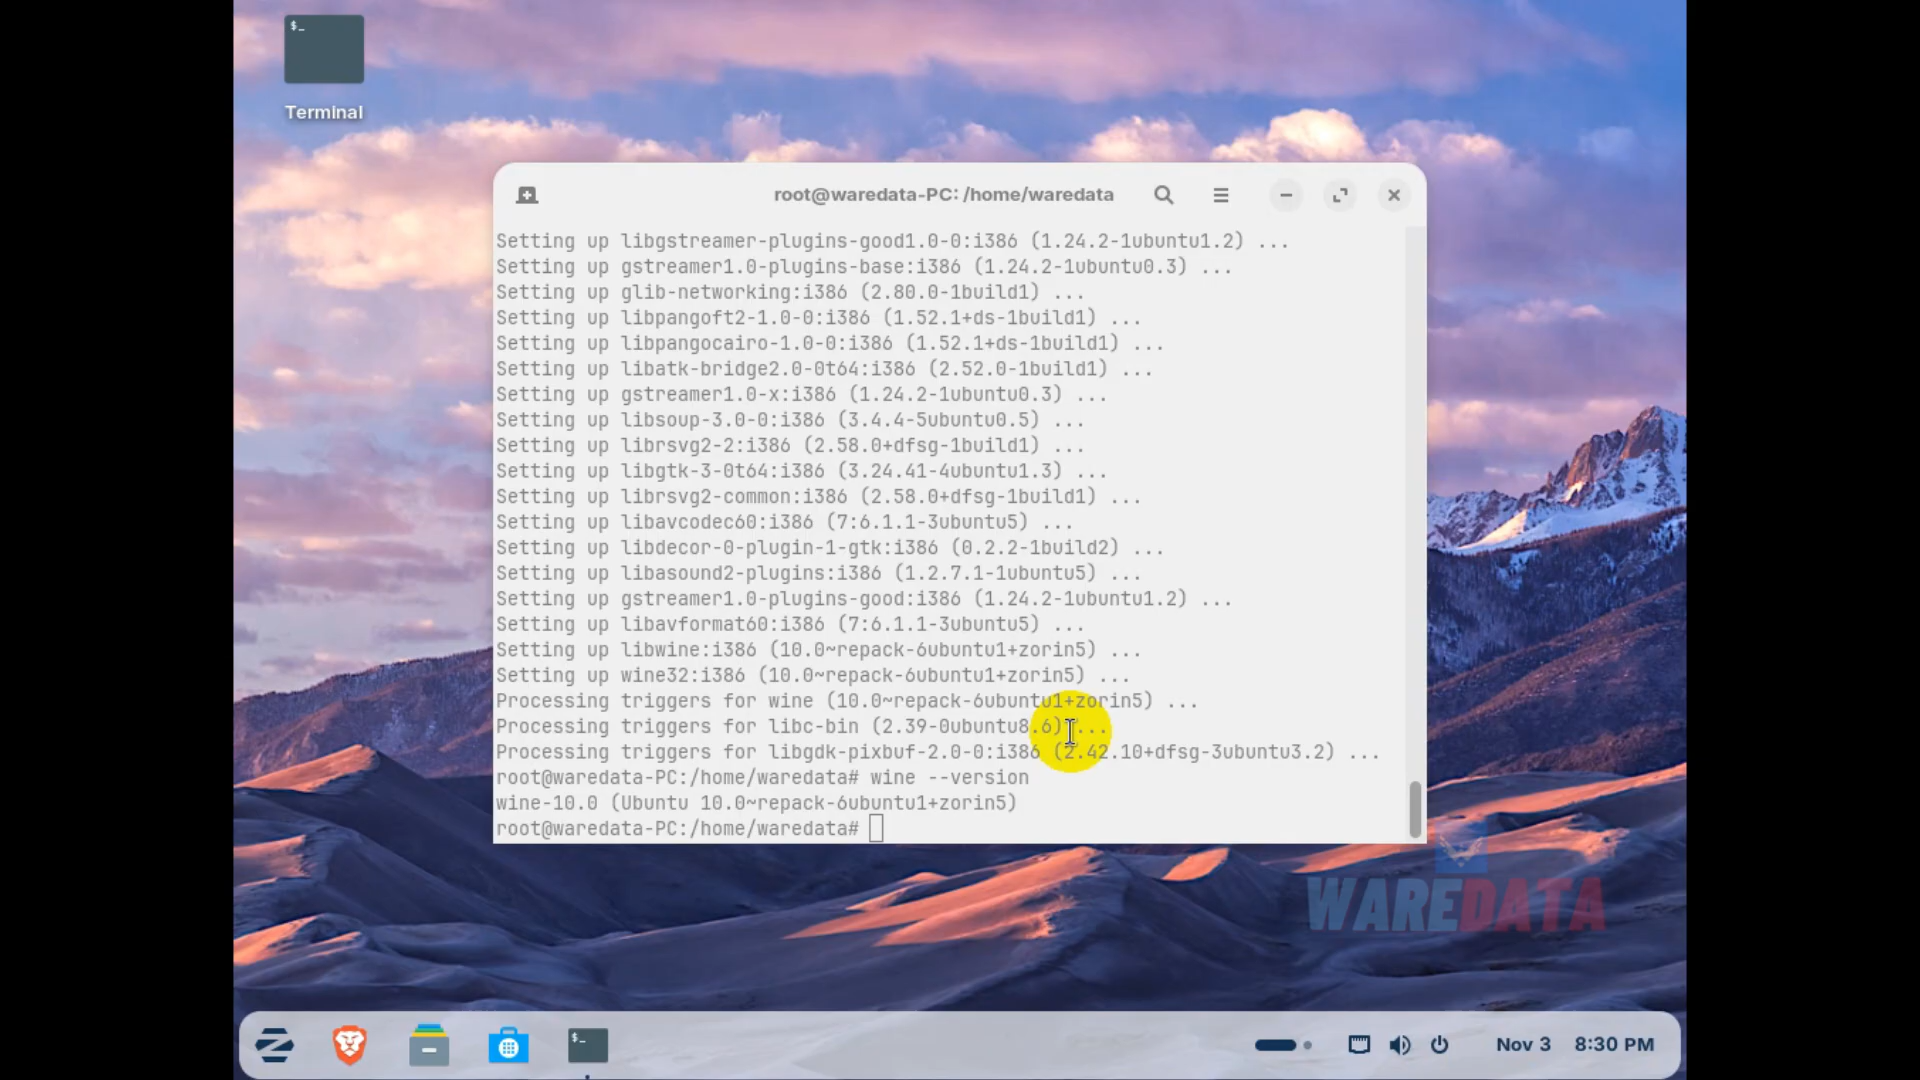 $_
Terminal
root@waredata-PC: /home/waredata
Setting up libgstreamer-plugins-good1.0-0:i386 (1.24.2-1ubuntu1.2) ...
Setting up gstreamer1.0-plugins-base:i386 (1.24.2-1ubuntu0.3) ...
Setting up glib-networking:i386 (2.80.0-1build1) ...
Setting up libpangoft2-1.0-0:i386 (1.52.1+ds-1build1) ...
Setting up libpangocairo-1.0-0:i386 (1.52.1+ds-1build1) ...
Setting up libatk-bridge2.0-0t64:i386 (2.52.0-1build1) ...
Setting up gstreamer1.0-x:i386 (1.24.2-1ubuntu0.3) ...
Setting up libsoup-3.0-0:i386 (3.4.4-5ubuntu0.5) ...
Setting up librsvg2-2:i386 (2.58.0+dfsg-1build1) ...
Setting up libgtk-3-0t64:i386 (3.24.41-4ubuntu1.3) ...
Setting up librsvg2-common:i386 (2.58.0+dfsg-1build1) ...
Setting up libavcodec60:i386 (7:6.1.1-3ubuntu5) ...
Setting up libdecor-0-plugin-1-gtk:i386 (0.2.2-1build2) ...
Setting up libasound2-plugins:i386 (1.2.7.1-1ubuntu5) ...
Setting up gstreamer1.0-plugins-good:i386 (1.24.2-1ubuntu1.2) ...
Setting up libavformat60:i386 (7:6.1.1-3ubuntu5) ...
Setting up libwine:i386 (10.0~repack-6ubuntu1+zorin5) ...
Setting up wine32:i386 (10.0~repack-6ubuntu1+zorin5) ...
Processing triggers for wine (10.0~repack-6ubuntu1+zorin5) ...
Processing triggers for libc-bin (2.39-0ubuntu8.6) ...
Processing triggers for libgdk-pixbuf-2.0-0:i386 (2.42.10+dfsg-3ubuntu3.2) ...
root@waredata-PC:/home/waredata# wine --version
wine-10.0 (Ubuntu 10.0~repack-6ubuntu1+zorin5)
root@waredata-PC:/home/waredata#
WAREDATA
$_
Nov 3 8:30 PM